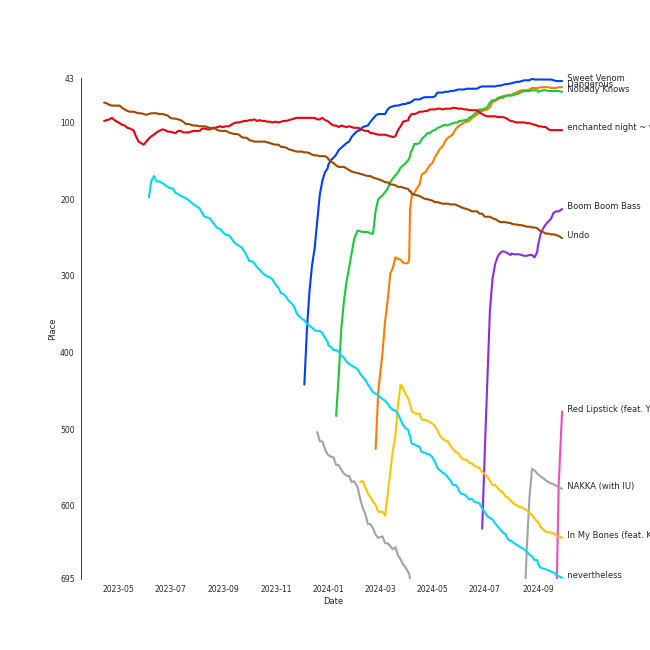 43
100
200
300
400
500
600
695
Place
2023-05
2023-07
2023-09
2023-11
2024-01
2024-03
2024-05
2024-07
2024-09
Date
Sweet Venom
Dangerous
Nobody Knows
enchanted night ~
Boom Boom Bass
Undo
Red Lipstick (feat. Y
NAKKA (with IU)
In My Bones (feat. K
nevertheless